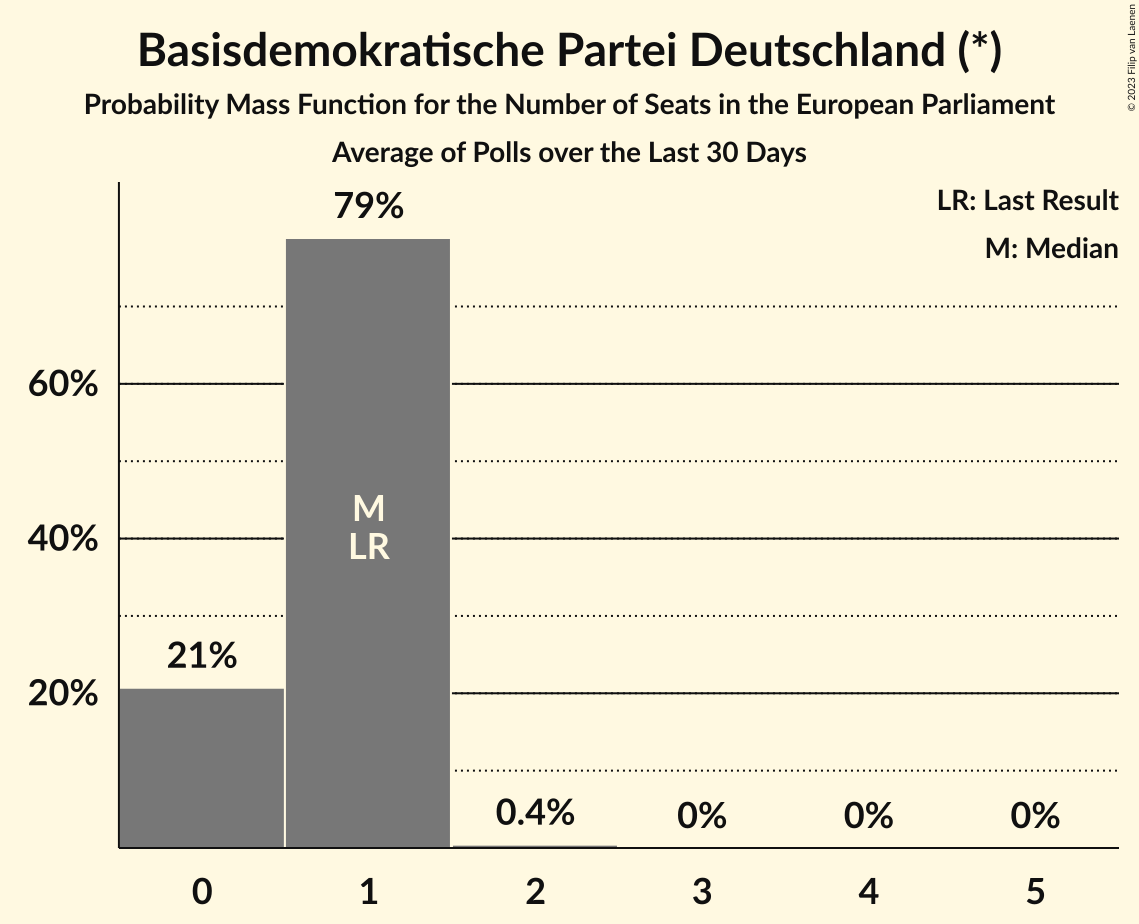 Basisdemokratische Partei Deutschland (*)
Probability Mass Function for the Number of Seats in the European Parliament
Average of Polls over the Last 30 Days
© 2023 Filip van Laenen
LR: Last Result
M: Median
79%
60%
M
40%
LR
21%
20%
0.4%
0%
0%
0%
0 1 2 3 4 5